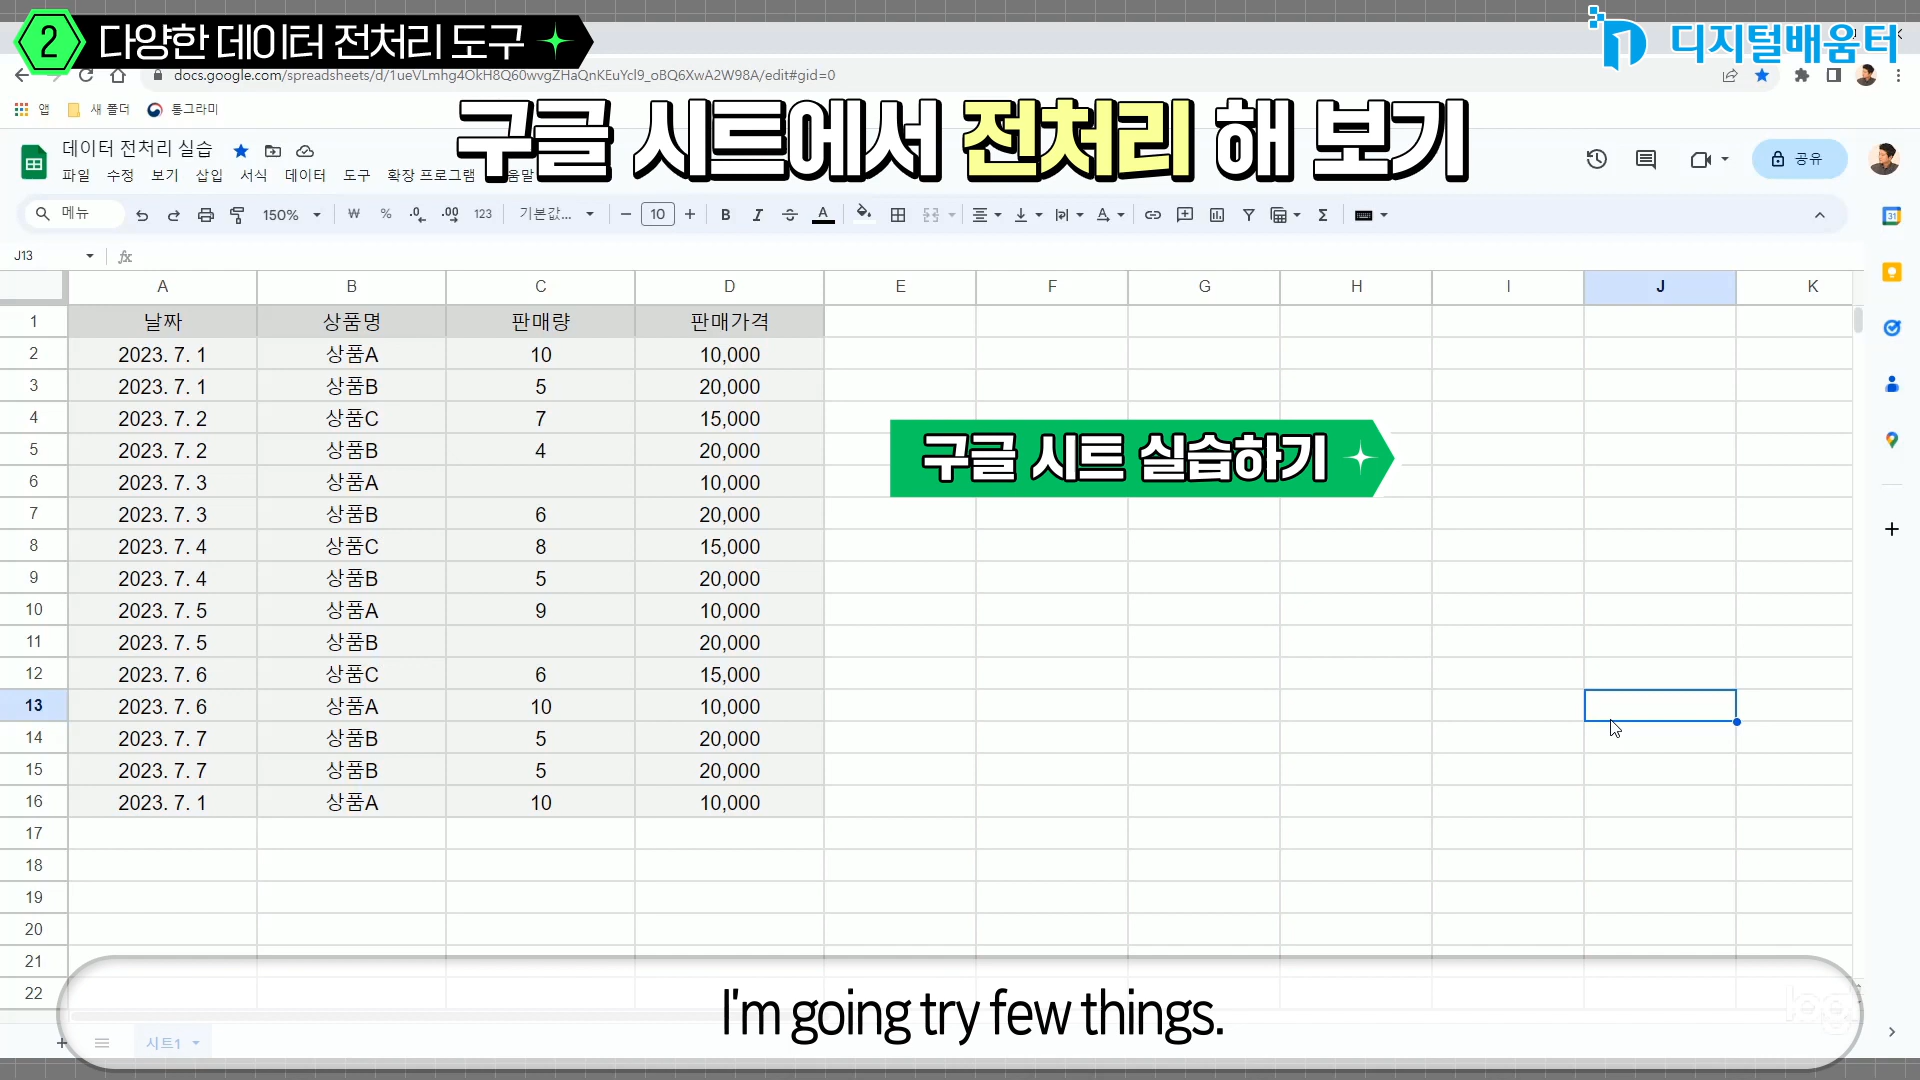 2 다양한 데이터 전처리 도구
디지털배움터
docs.google.com/spreadsheets/d/1ueVLmhg4OkH8Q60wvgZHaQnKEuYcl9_oBQ6XwA2W98A/edit#gid=0
앱 새 폴더 통그라미
구글 시트에서 전처리 해 보기
데이터 전처리 실습
파일 수정 보기 삽입 서식 데이터 도구 확장 프로그램
공유
메뉴 150% ₩ % .0 .00 123 기본값... 10 B I A Σ
J13 fx
A B C D E F G H I J K
1 날짜 상품명 판매량 판매가격
2 2023. 7. 1 상품A 10 10,000
3 2023. 7. 1 상품B 5 20,000
4 2023. 7. 2 상품C 7 15,000
5 2023. 7. 2 상품B 4 20,000
6 2023. 7. 3 상품A 10,000
7 2023. 7. 3 상품B 6 20,000
8 2023. 7. 4 상품C 8 15,000
9 2023. 7. 4 상품B 5 20,000
10 2023. 7. 5 상품A 9 10,000
11 2023. 7. 5 상품B 20,000
12 2023. 7. 6 상품C 6 15,000
13 2023. 7. 6 상품A 10 10,000
14 2023. 7. 7 상품B 5 20,000
15 2023. 7. 7 상품B 5 20,000
16 2023. 7. 1 상품A 10 10,000
17
18
19
20
21
22
구글 시트 실습하기
I'm going try few things.
시트1
31